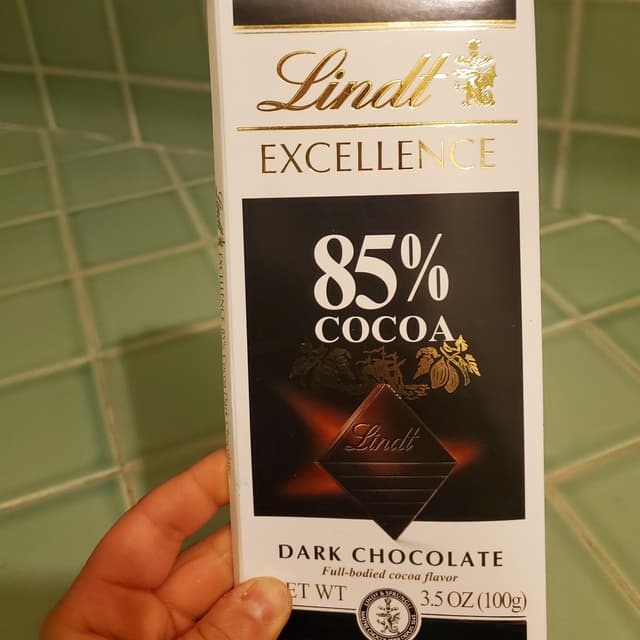 Lindt
EXCELLENCE
85%
COCOA
Lindt
DARK CHOCOLATE
Full-bodied cocoa flavor
ET WT 3.5 OZ (100g)